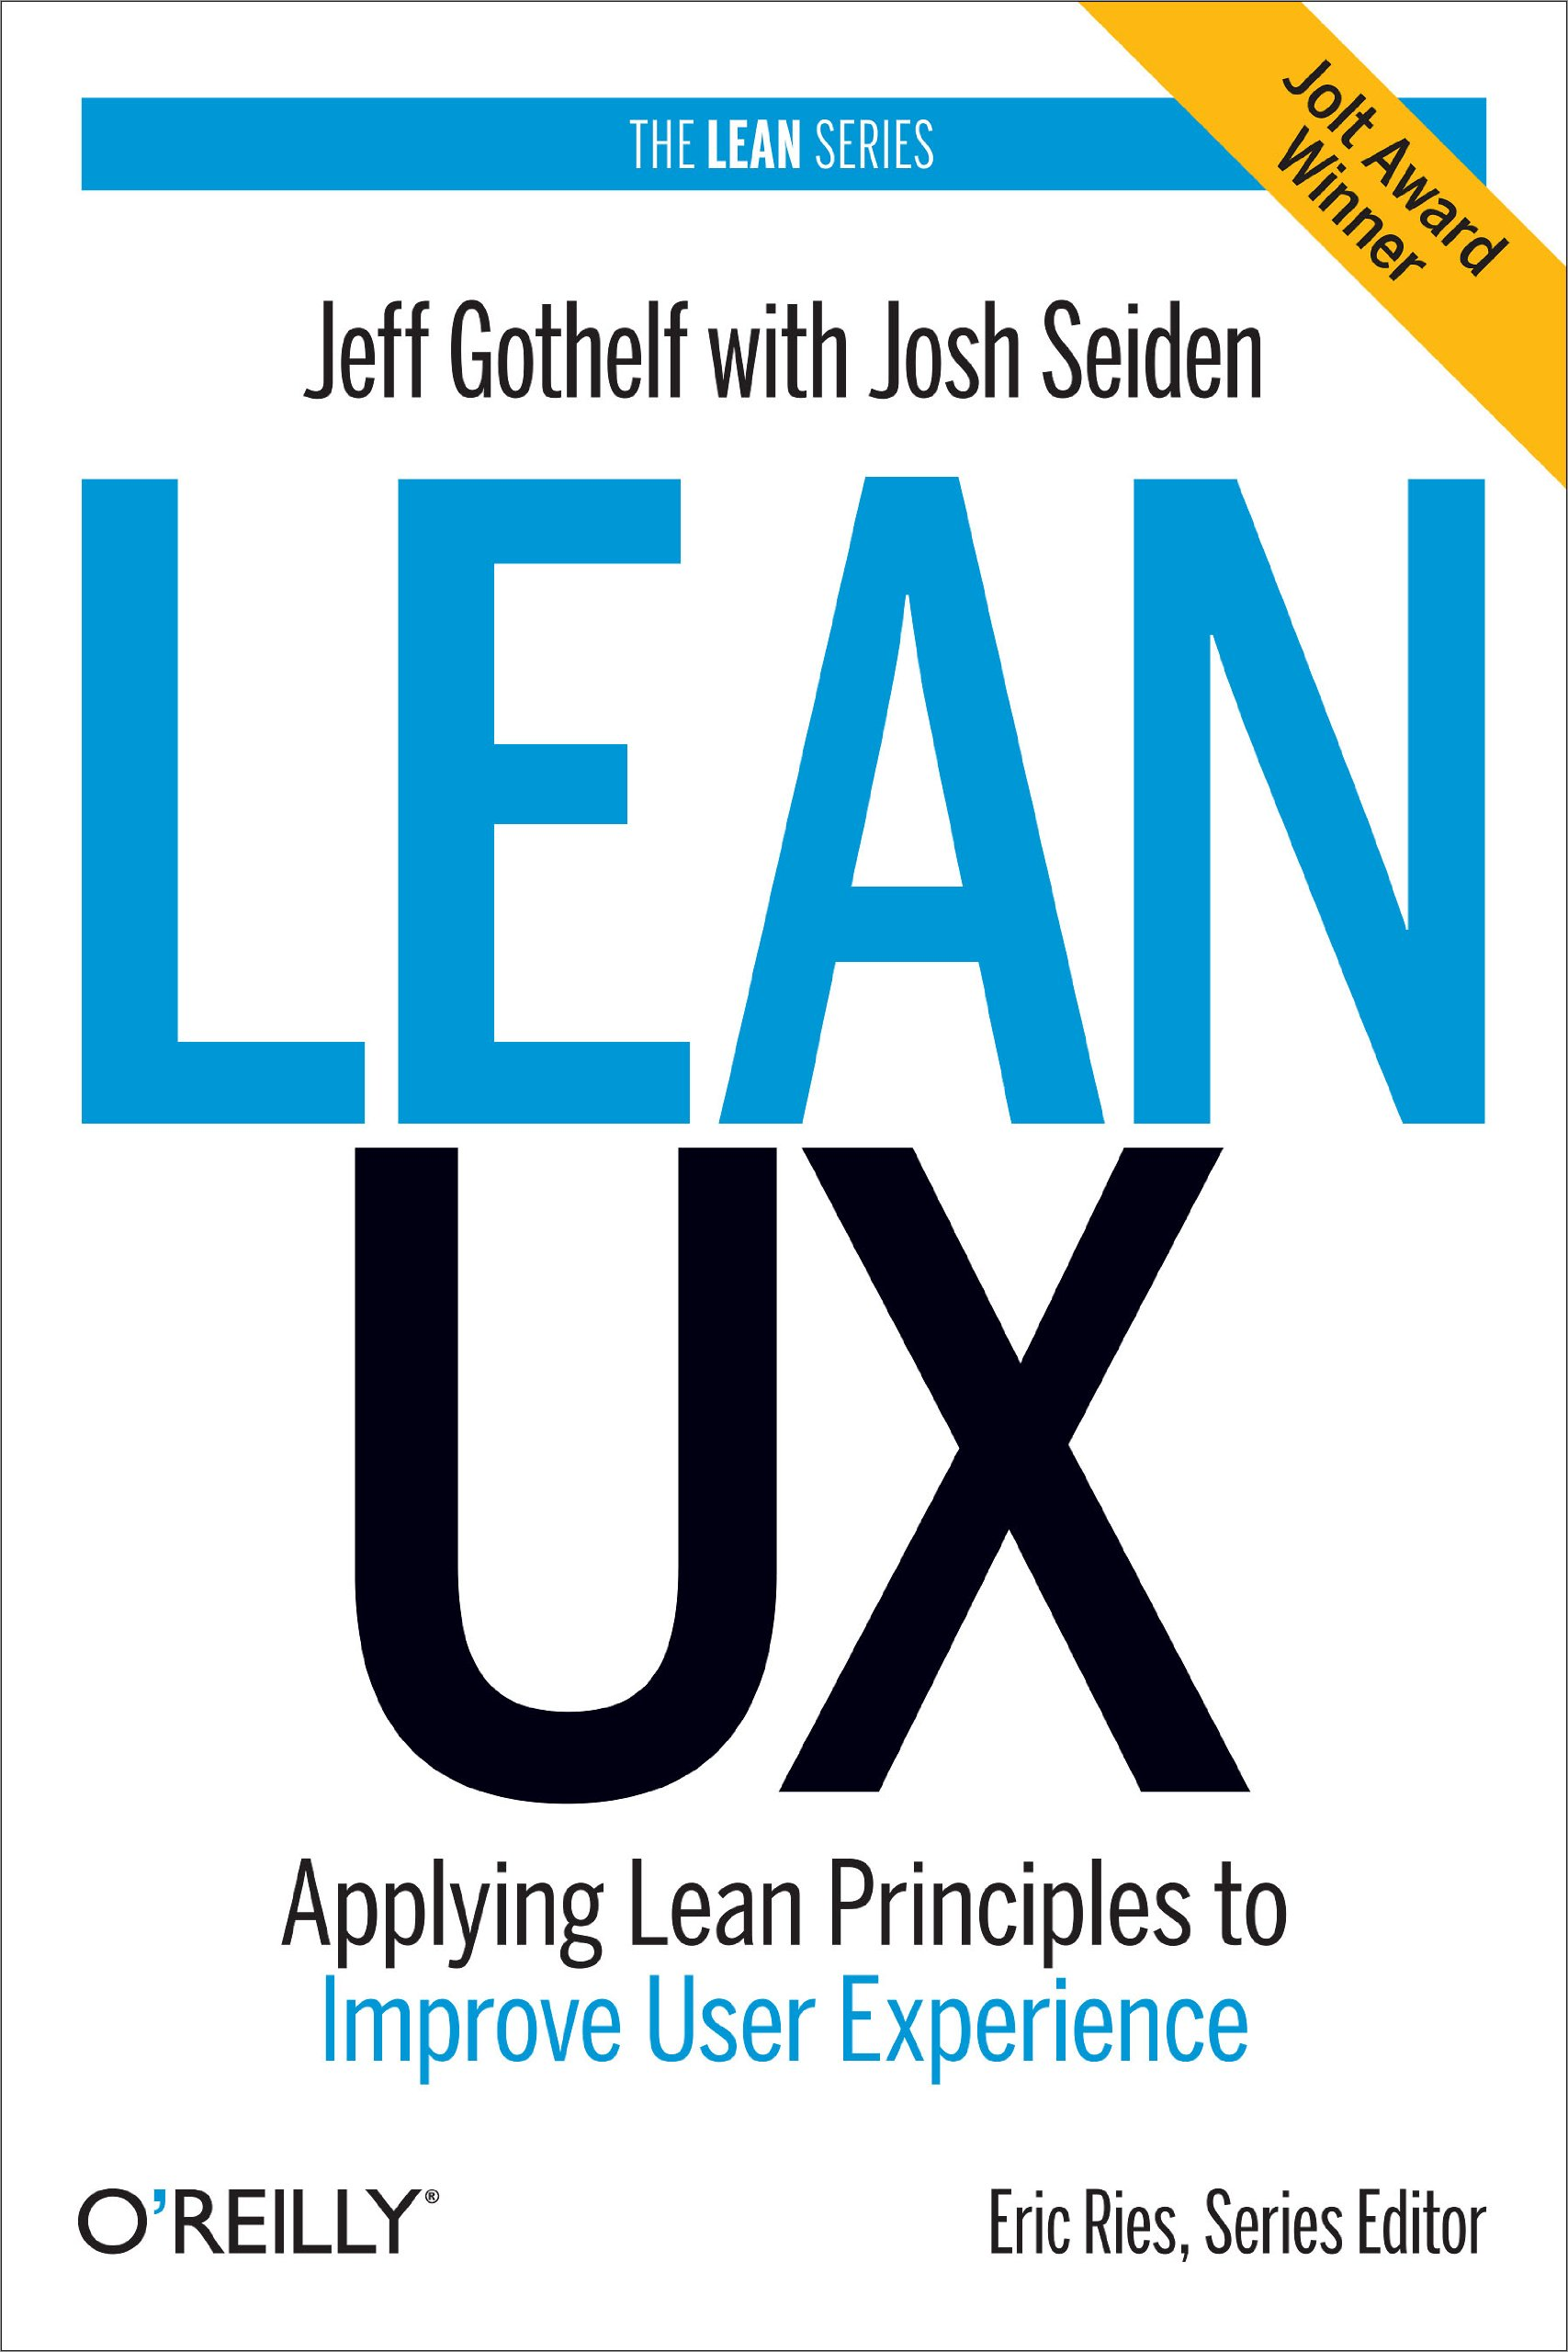 THE LEAN SERIES
Jolt Award
Winner
Jeff Gothelf with Josh Seiden
LEAN
UX
Applying Lean Principles to
Improve User Experience
O'REILLY®
Eric Ries, Series Editor